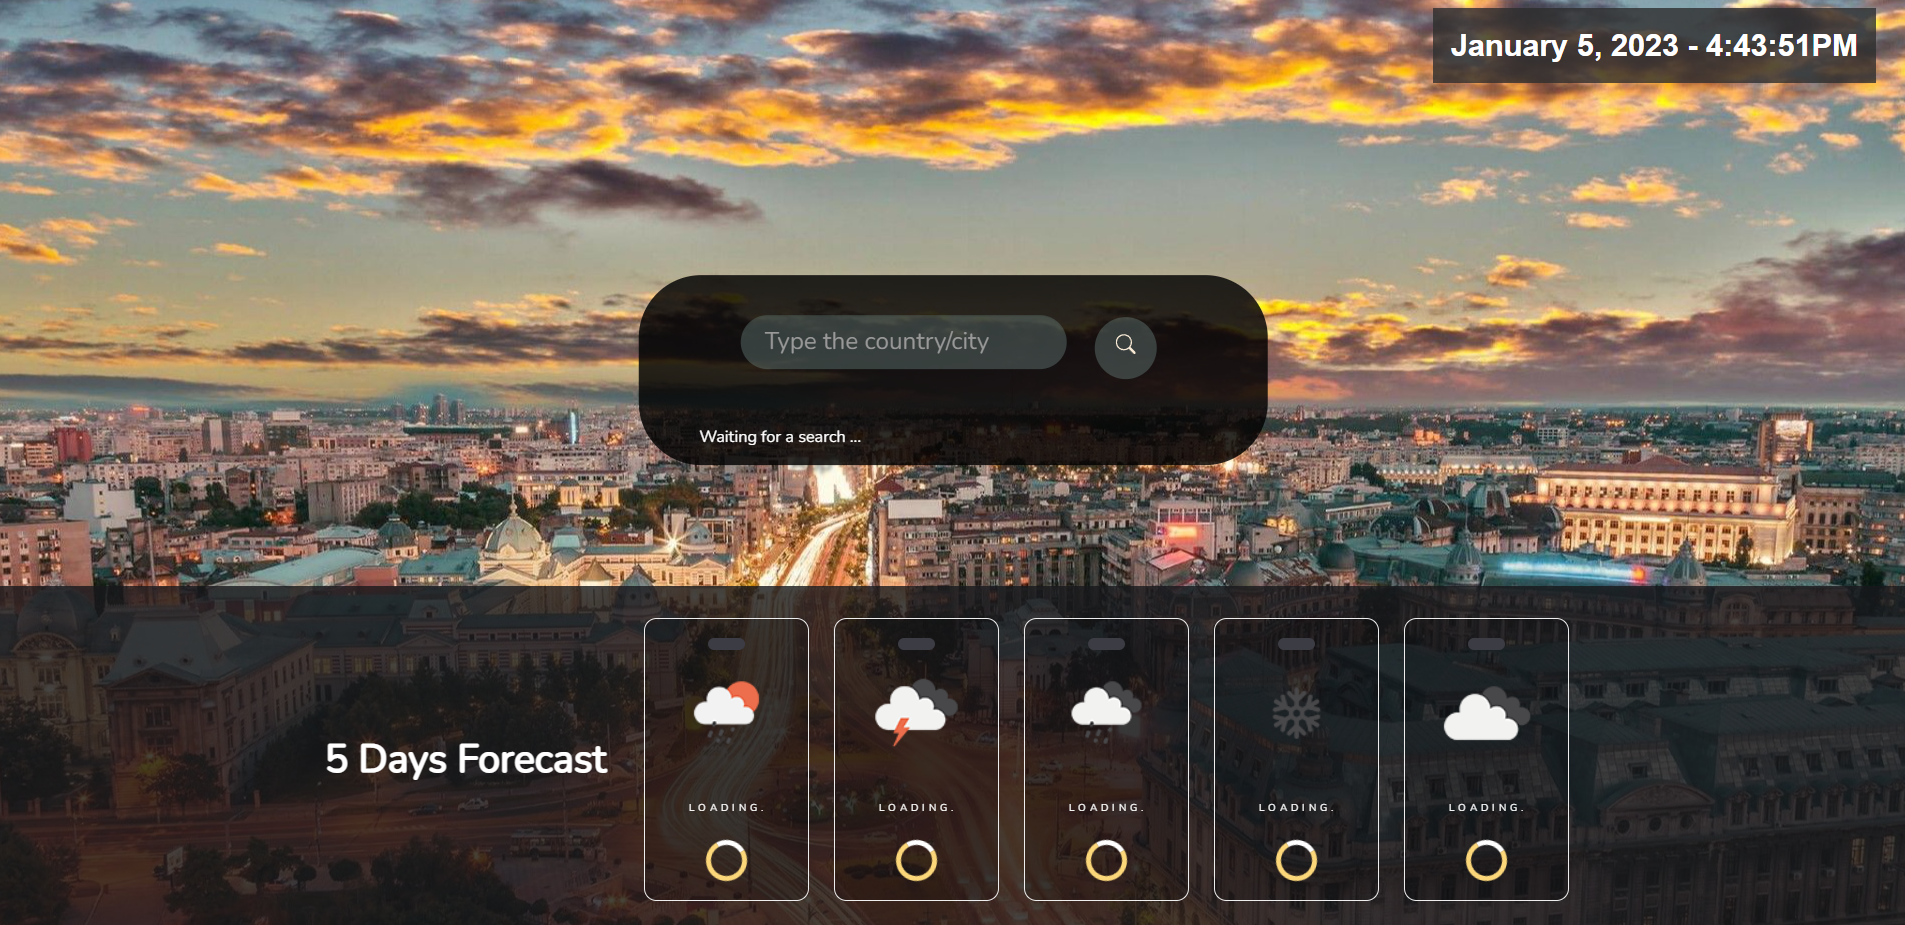 January 5, 2023 - 4:43:51PM
Type the country/city
Waiting for a search ...
5 Days Forecast
LOADING.
LOADING.
LOADING.
LOADING.
LOADING.